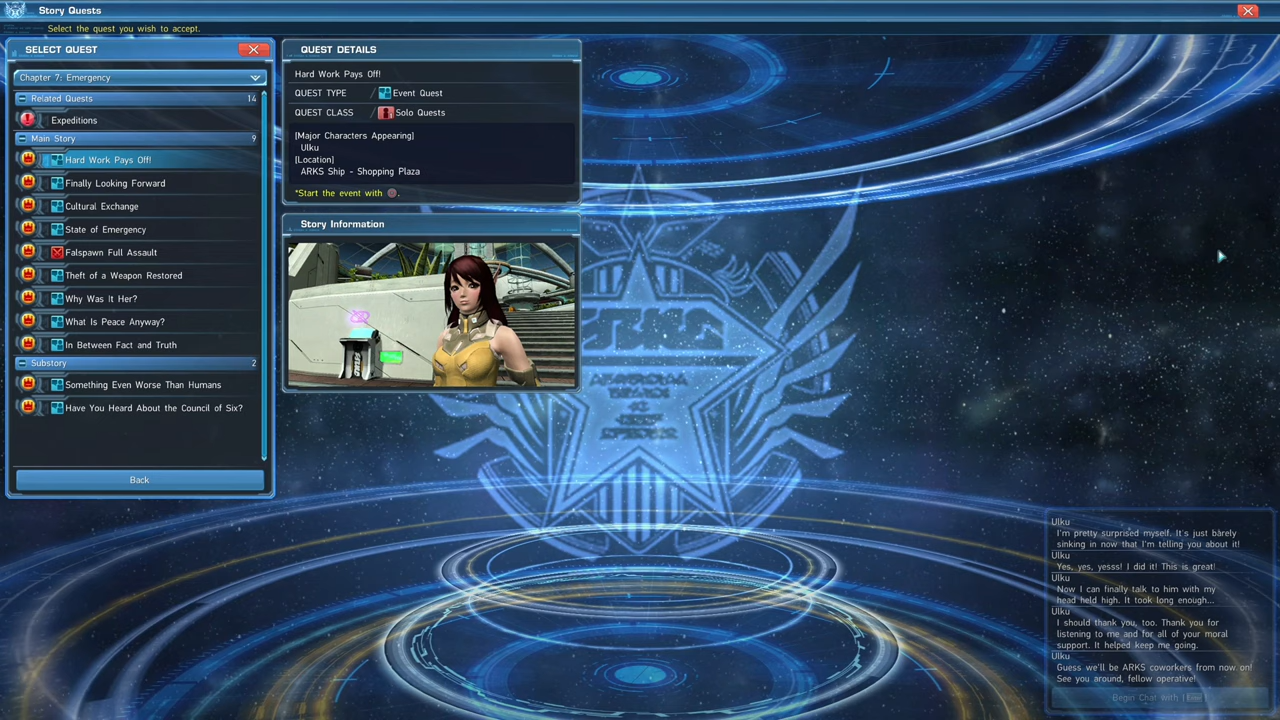 Story Quests
Select the quest you wish to accept.
SELECT QUEST
Chapter 7: Emergency
Related Quests 14
Expeditions
Main Story 9
Hard Work Pays Off!
Finally Looking Forward
Cultural Exchange
State of Emergency
Falspawn Full Assault
Theft of a Weapon Restored
Why Was It Her?
What Is Peace Anyway?
In Between Fact and Truth
Substory 2
Something Even Worse Than Humans
Have You Heard About the Council of Six?
Back
QUEST DETAILS
Hard Work Pays Off!
QUEST TYPE / Event Quest
QUEST CLASS / Solo Quests
[Major Characters Appearing]
Ulku
[Location]
ARKS Ship - Shopping Plaza
*Start the event with .
Story Information
ARKS
Ulku
I'm pretty surprised myself. It's just barely
sinking in now that I'm telling you about it!
Ulku
Yes, yes, yesss! I did it! This is great!
Ulku
Now I can finally talk to him with my
head held high. It took long enough...
Ulku
I should thank you, too. Thank you for
listening to me and for all of your moral
support. It helped keep me going.
Ulku
Guess we'll be ARKS coworkers from now on!
See you around, fellow operative!
Begin Chat with [Enter]